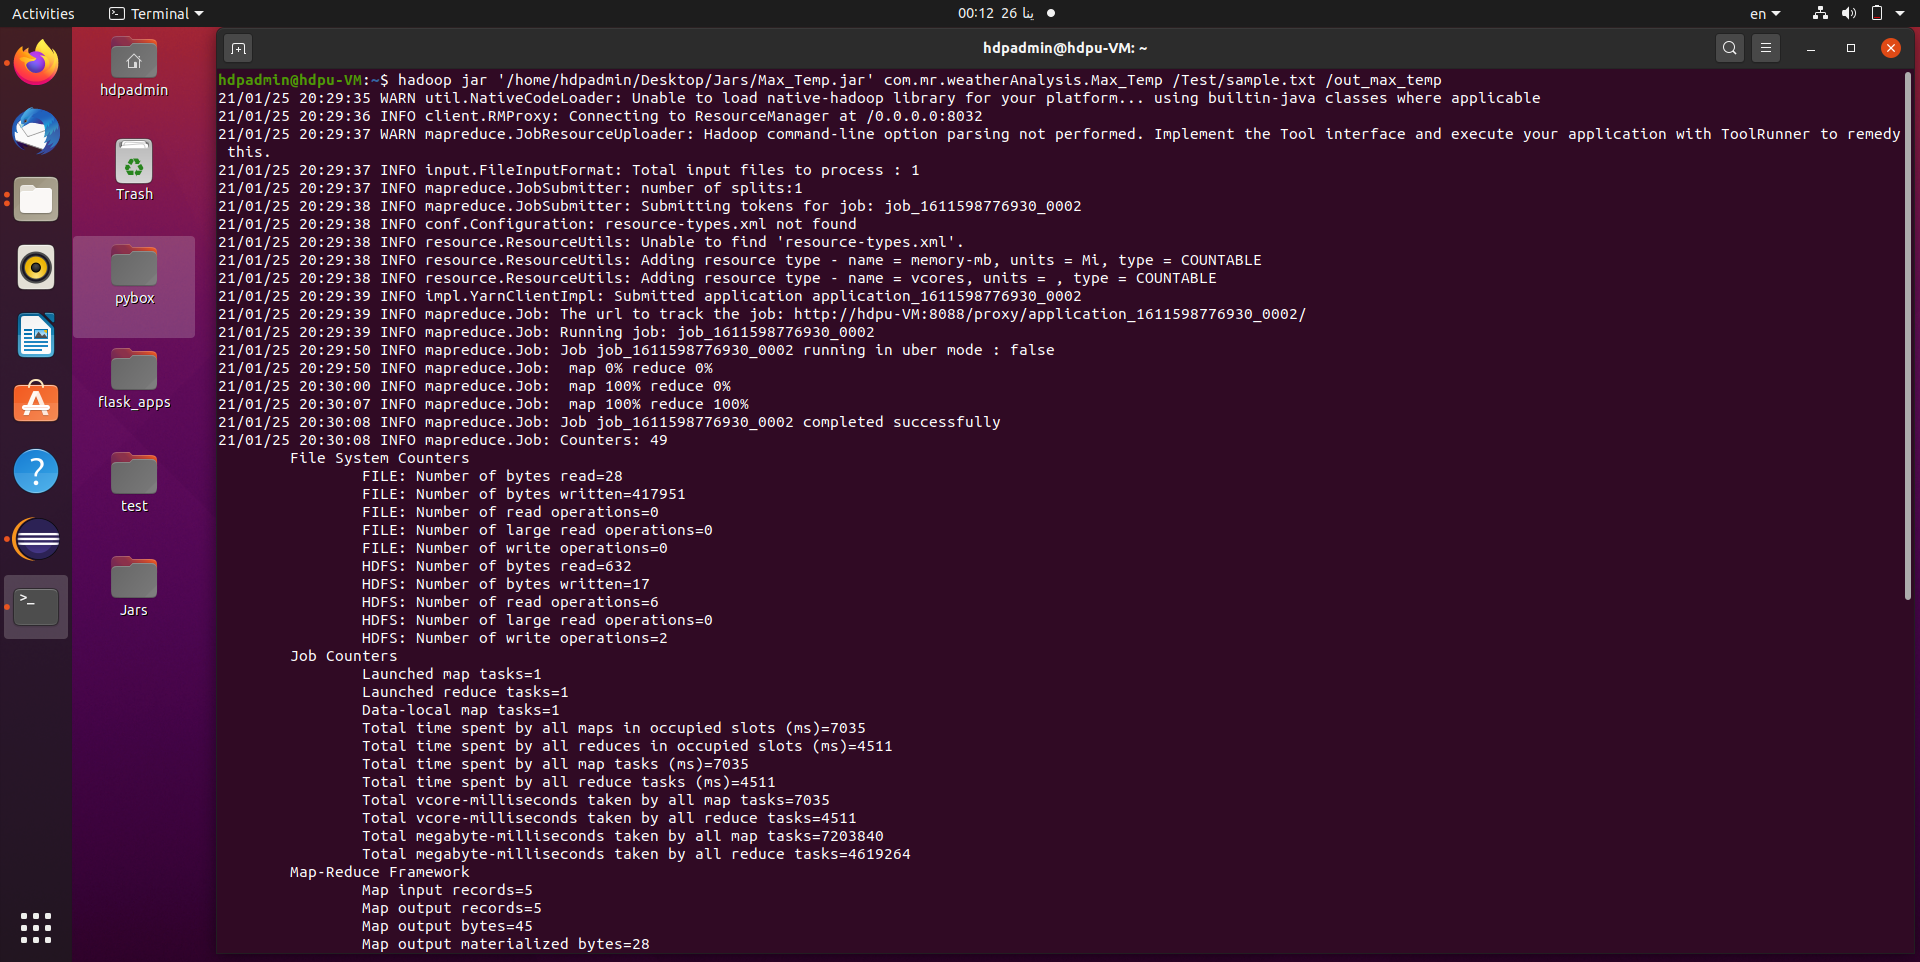 Activities
Terminal
00:12 26 ينا
en
hdpadmin@hdpu-VM: ~
hdpadmin
Trash
pybox
flask_apps
test
Jars
hdpadmin@hdpu-VM:~$ hadoop jar '/home/hdpadmin/Desktop/Jars/Max_Temp.jar' com.mr.weatherAnalysis.Max_Temp /Test/sample.txt /out_max_temp
21/01/25 20:29:35 WARN util.NativeCodeLoader: Unable to load native-hadoop library for your platform... using builtin-java classes where applicable
21/01/25 20:29:36 INFO client.RMProxy: Connecting to ResourceManager at /0.0.0.0:8032
21/01/25 20:29:37 WARN mapreduce.JobResourceUploader: Hadoop command-line option parsing not performed. Implement the Tool interface and execute your application with ToolRunner to remedy
this.
21/01/25 20:29:37 INFO input.FileInputFormat: Total input files to process : 1
21/01/25 20:29:37 INFO mapreduce.JobSubmitter: number of splits:1
21/01/25 20:29:38 INFO mapreduce.JobSubmitter: Submitting tokens for job: job_1611598776930_0002
21/01/25 20:29:38 INFO conf.Configuration: resource-types.xml not found
21/01/25 20:29:38 INFO resource.ResourceUtils: Unable to find 'resource-types.xml'.
21/01/25 20:29:38 INFO resource.ResourceUtils: Adding resource type - name = memory-mb, units = Mi, type = COUNTABLE
21/01/25 20:29:38 INFO resource.ResourceUtils: Adding resource type - name = vcores, units = , type = COUNTABLE
21/01/25 20:29:39 INFO impl.YarnClientImpl: Submitted application application_1611598776930_0002
21/01/25 20:29:39 INFO mapreduce.Job: The url to track the job: http://hdpu-VM:8088/proxy/application_1611598776930_0002/
21/01/25 20:29:39 INFO mapreduce.Job: Running job: job_1611598776930_0002
21/01/25 20:29:50 INFO mapreduce.Job: Job job_1611598776930_0002 running in uber mode : false
21/01/25 20:29:50 INFO mapreduce.Job:  map 0% reduce 0%
21/01/25 20:30:00 INFO mapreduce.Job:  map 100% reduce 0%
21/01/25 20:30:07 INFO mapreduce.Job:  map 100% reduce 100%
21/01/25 20:30:08 INFO mapreduce.Job: Job job_1611598776930_0002 completed successfully
21/01/25 20:30:08 INFO mapreduce.Job: Counters: 49
File System Counters
FILE: Number of bytes read=28
FILE: Number of bytes written=417951
FILE: Number of read operations=0
FILE: Number of large read operations=0
FILE: Number of write operations=0
HDFS: Number of bytes read=632
HDFS: Number of bytes written=17
HDFS: Number of read operations=6
HDFS: Number of large read operations=0
HDFS: Number of write operations=2
Job Counters
Launched map tasks=1
Launched reduce tasks=1
Data-local map tasks=1
Total time spent by all maps in occupied slots (ms)=7035
Total time spent by all reduces in occupied slots (ms)=4511
Total time spent by all map tasks (ms)=7035
Total time spent by all reduce tasks (ms)=4511
Total vcore-milliseconds taken by all map tasks=7035
Total vcore-milliseconds taken by all reduce tasks=4511
Total megabyte-milliseconds taken by all map tasks=7203840
Total megabyte-milliseconds taken by all reduce tasks=4619264
Map-Reduce Framework
Map input records=5
Map output records=5
Map output bytes=45
Map output materialized bytes=28